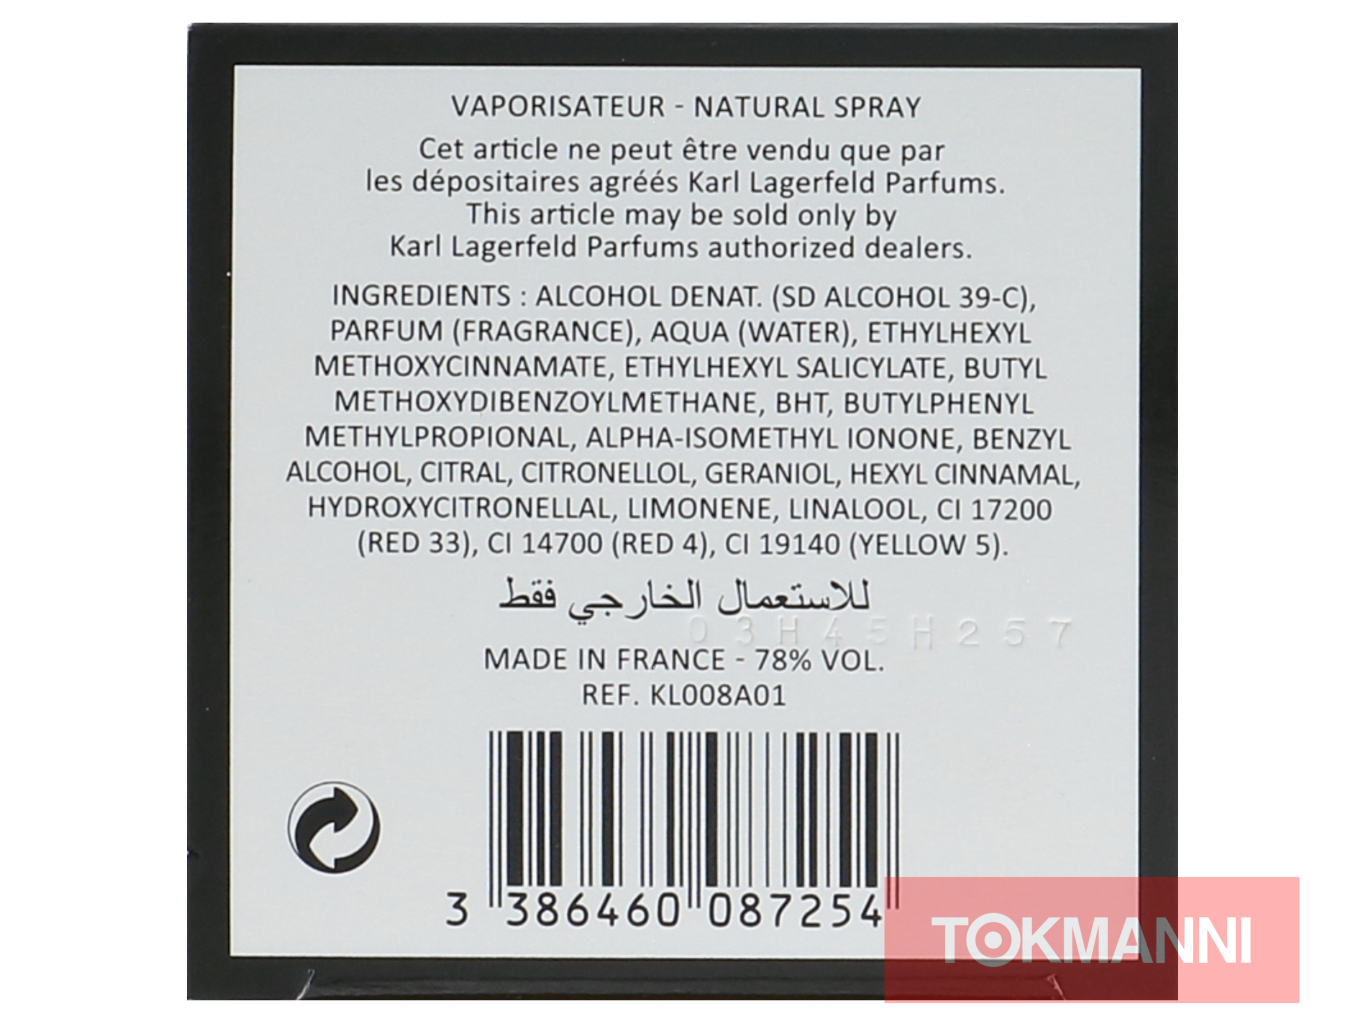 VAPORISATEUR - NATURAL SPRAY
Cet article ne peut être vendu que par
les dépositaires agréés Karl Lagerfeld Parfums.
This article may be sold only by
Karl Lagerfeld Parfums authorized dealers.
INGREDIENTS : ALCOHOL DENAT. (SD ALCOHOL 39-C),
PARFUM (FRAGRANCE), AQUA (WATER), ETHYLHEXYL
METHOXYCINNAMATE, ETHYLHEXYL SALICYLATE, BUTYL
METHOXYDIBENZOYLMETHANE, BHT, BUTYLPHENYL
METHYLPROPIONAL, ALPHA-ISOMETHYL IONONE, BENZYL
ALCOHOL, CITRAL, CITRONELLOL, GERANIOL, HEXYL CINNAMAL,
HYDROXYCITRONELLAL, LIMONENE, LINALOOL, CI 17200
(RED 33), CI 14700 (RED 4), CI 19140 (YELLOW 5).
للاستعمال الخارجي فقط
03H45H257
MADE IN FRANCE - 78% VOL.
REF. KL008A01
3 386460 087254
TOKMANNI